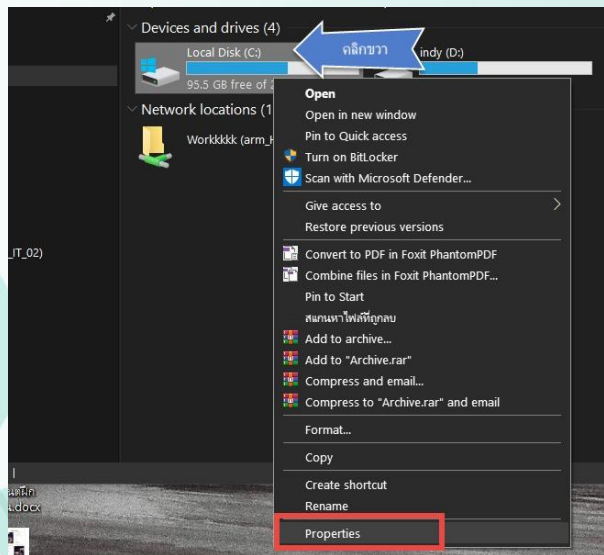 Devices and drives (4)
Local Disk (C:)
คลิกขวา
indy (D:)
95.5 GB free of
Network locations (1
Workkkkk (arm_H
_IT_02)
Open
Open in new window
Pin to Quick access
Turn on BitLocker
Scan with Microsoft Defender...
Give access to
Restore previous versions
Convert to PDF in Foxit PhantomPDF
Combine files in Foxit PhantomPDF...
Pin to Start
สแกนหาไฟล์ที่ถูกลบ
Add to archive...
Add to "Archive.rar"
Compress and email...
Compress to "Archive.rar" and email
Format...
Copy
Create shortcut
Rename
Properties
.docx